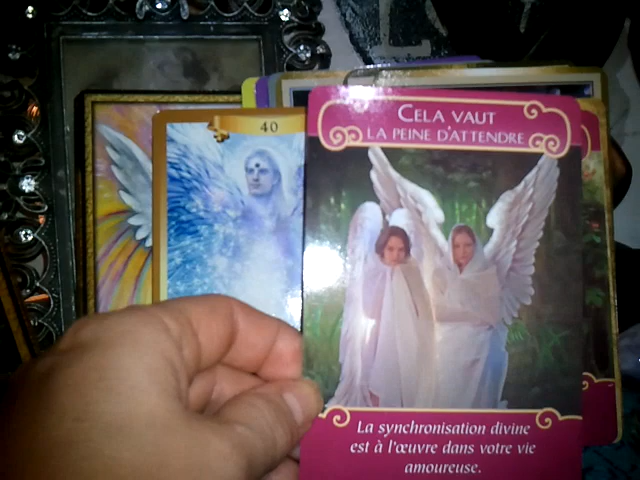 40
CELA VAUT
LA PEINE D'ATTENDRE
La synchronisation divine
est à l'œuvre dans votre vie
amoureuse.